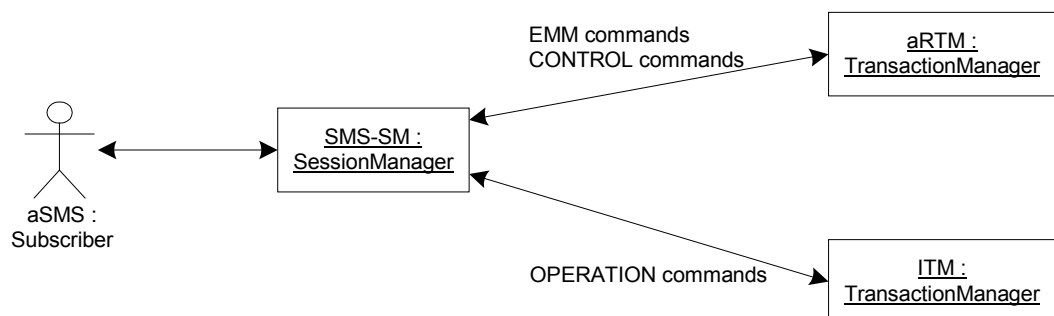 EMM commands
CONTROL commands
aRTM :
TransactionManager
SMS-SM :
SessionManager
aSMS :
Subscriber
OPERATION commands
ITM :
TransactionManager